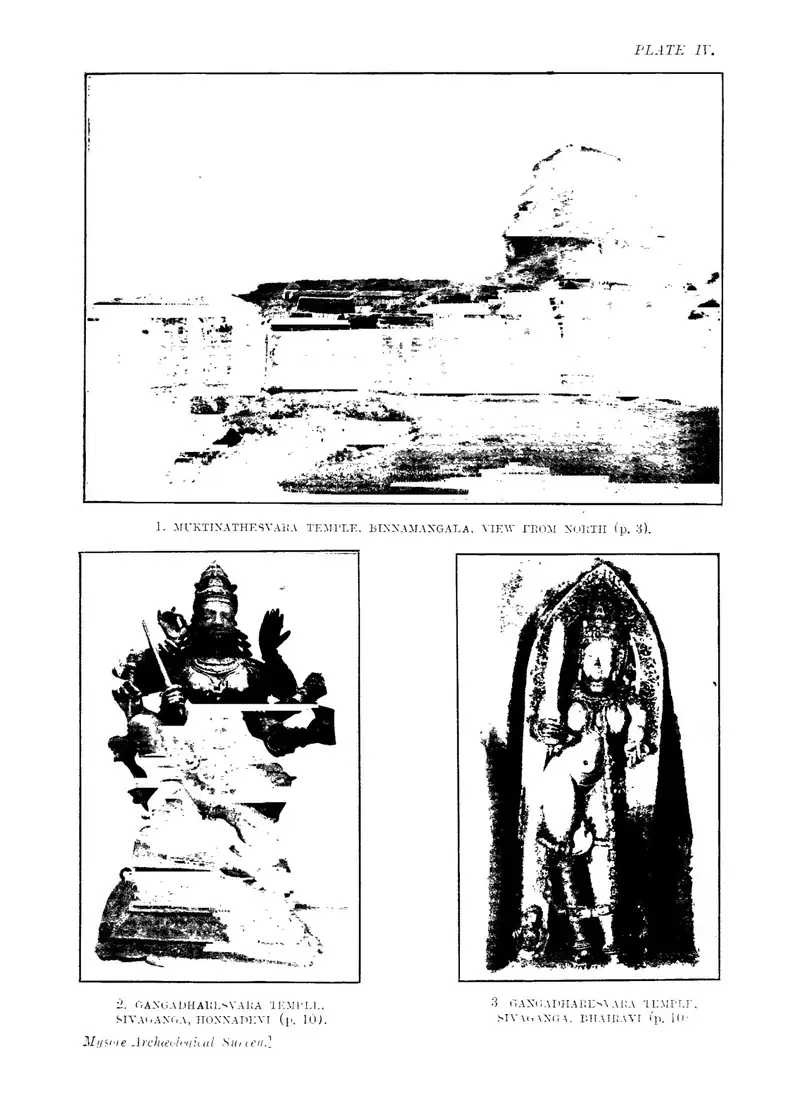 PLATE IV.
1. MUKTINATHESVARA TEMPLE, BINNAMANGALA, VIEW FROM NORTH (p. 3).
2. GANGADHARESVARA TEMPLE,
SIVAGANGA, HONNADEVI (p. 10).
3 GANGADHARESVARA TEMPLE,
SIVAGANGA, BHAIRAVI (p. 10
Mysore Archæological Survey.]